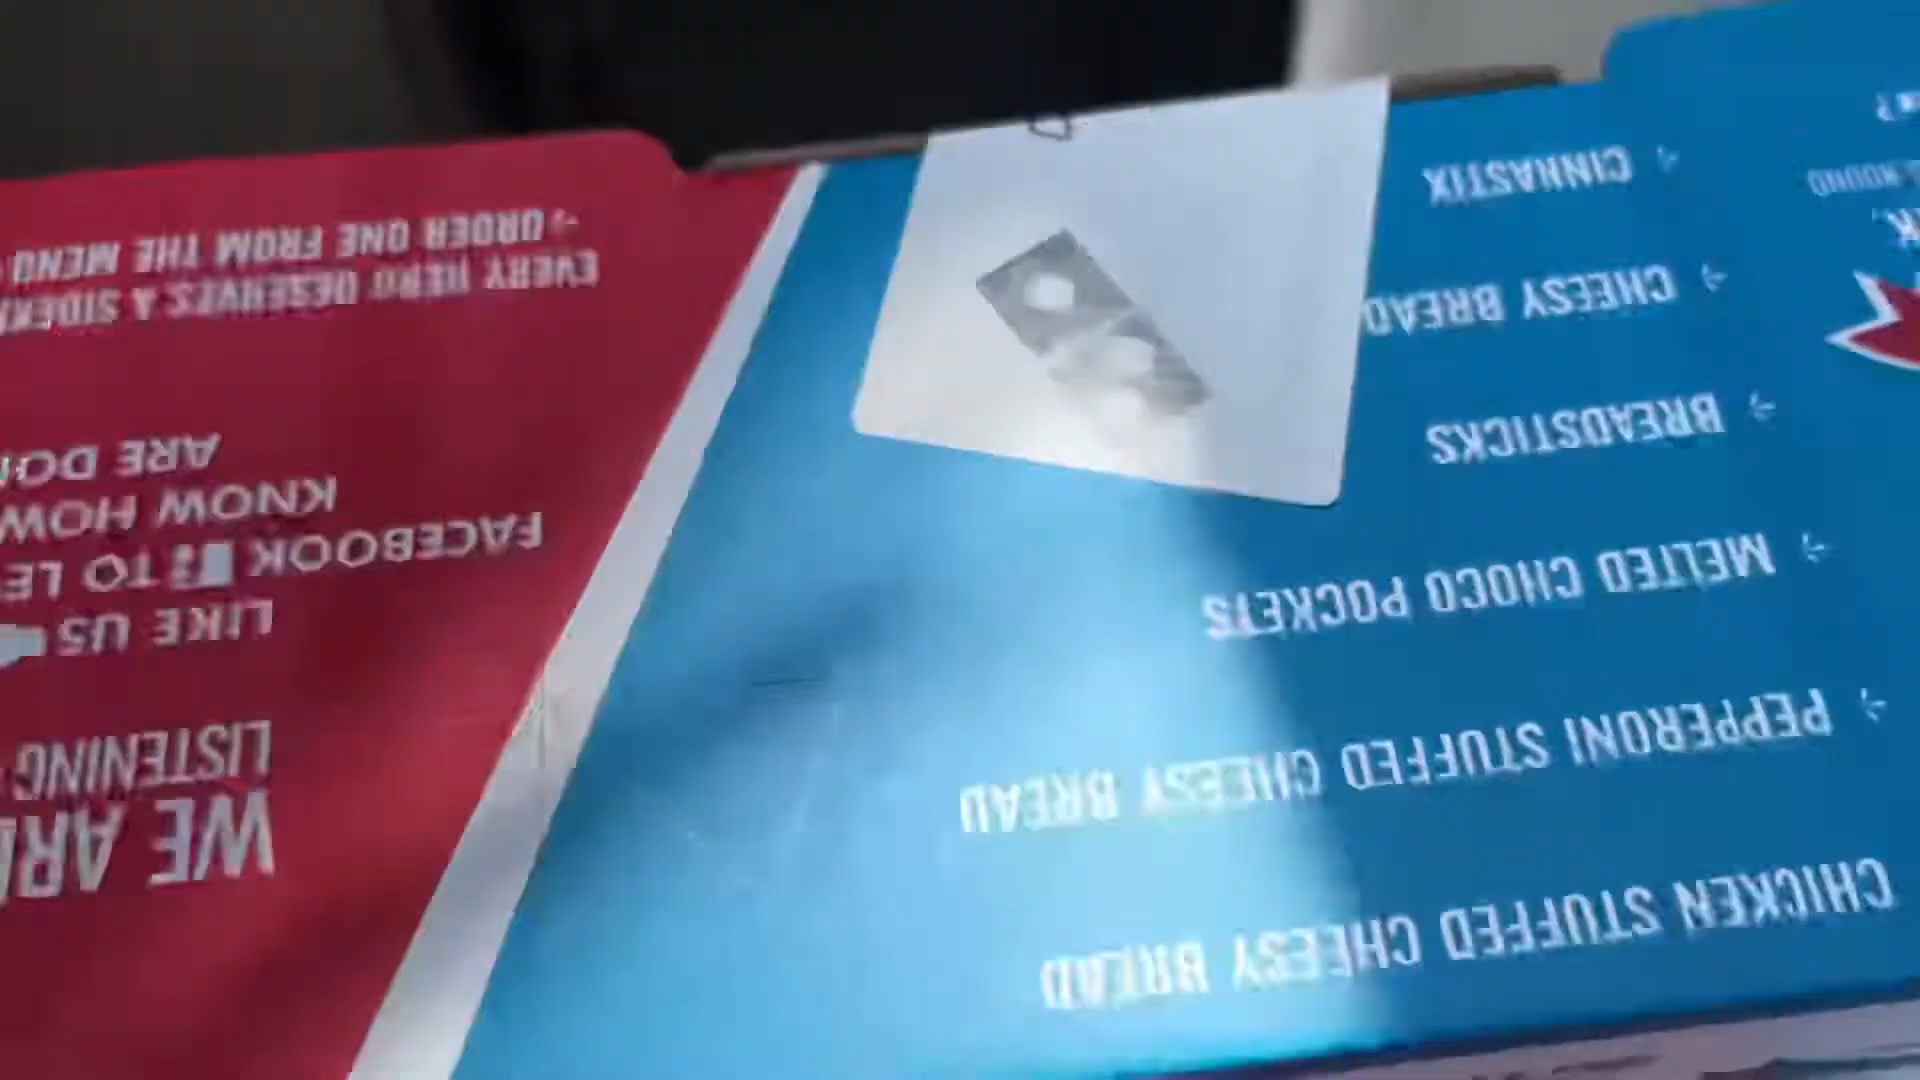 WE ARE
LISTENING
LIKE US
FACEBOOK f TO LE
KNOW HOW
ARE DO
EVERY HERO DESERVES A SIDEK
ORDER ONE FROM THE MENU
CHICKEN STUFFED CHEESY BREAD
PEPPERONI STUFFED CHEESY BREAD
MELTED CHOCO POCKETS
BREADSTICKS
CHEESY BREAD
CINNASTIX
ROUND